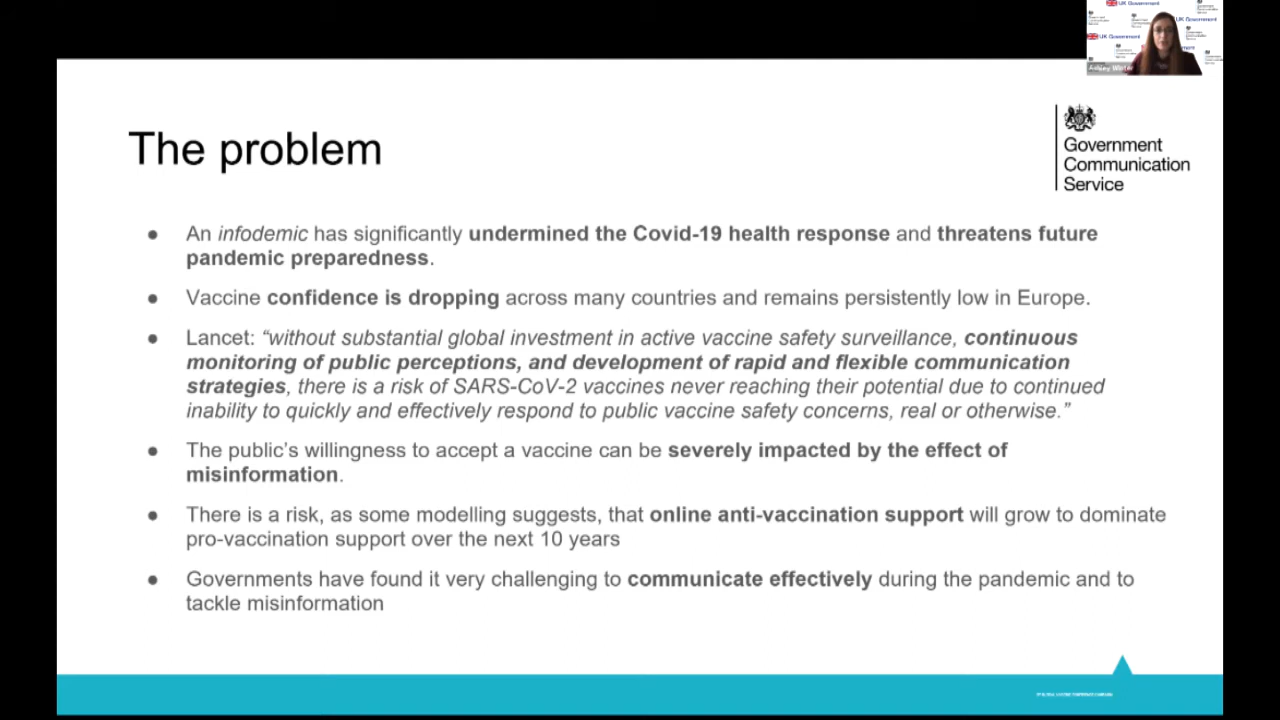 UK Government
UK Government
UK Government
The problem
Government
Communication
Service
● An infodemic has significantly undermined the Covid-19 health response and threatens future
pandemic preparedness.
● Vaccine confidence is dropping across many countries and remains persistently low in Europe.
● Lancet: “without substantial global investment in active vaccine safety surveillance, continuous
monitoring of public perceptions, and development of rapid and flexible communication
strategies, there is a risk of SARS-CoV-2 vaccines never reaching their potential due to continued
inability to quickly and effectively respond to public vaccine safety concerns, real or otherwise.”
● The public’s willingness to accept a vaccine can be severely impacted by the effect of
misinformation.
● There is a risk, as some modelling suggests, that online anti-vaccination support will grow to dominate
pro-vaccination support over the next 10 years
● Governments have found it very challenging to communicate effectively during the pandemic and to
tackle misinformation